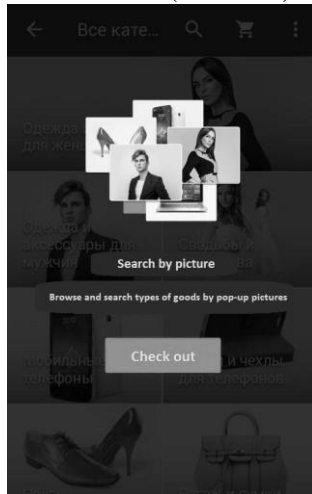 Все кате...
Одежда
для жен
Одежда и
аксессуары для
мужчин
Свадьбы и
Search by picture
Browse and search types of goods by pop-up pictures
Мобильные
телефоны
Check out
и чехлы
для телефонов